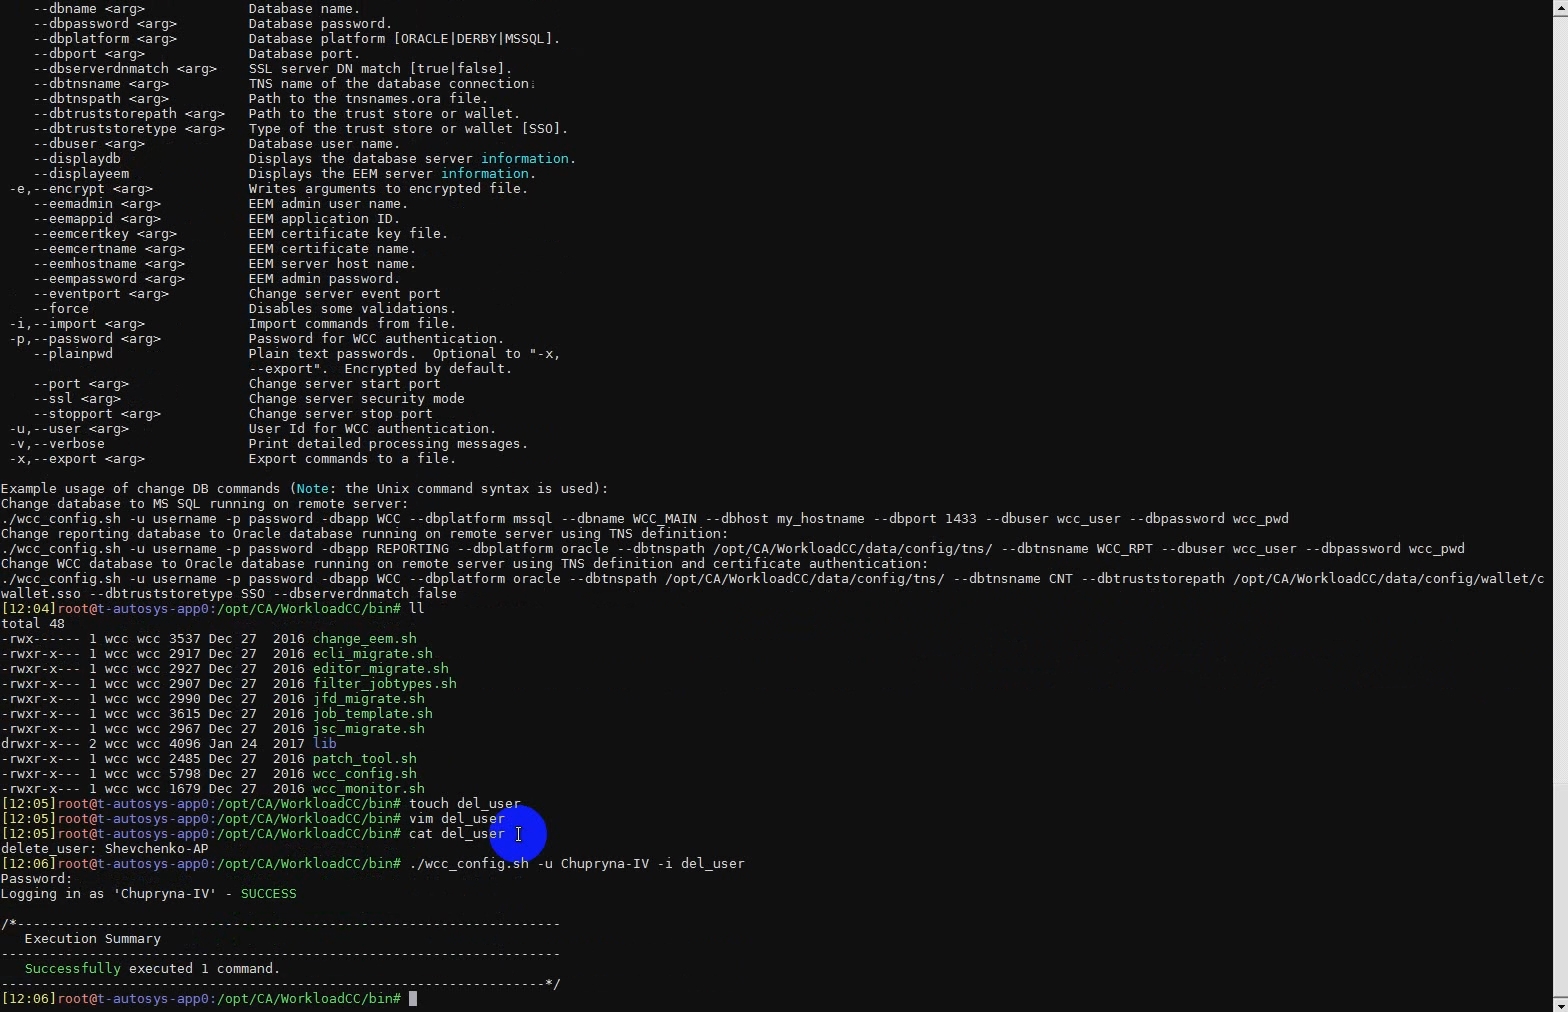 --dbname <arg> Database name.
--dbpassword <arg> Database password.
--dbplatform <arg> Database platform [ORACLE|DERBY|MSSQL].
--dbport <arg> Database port.
--dbserverdnmatch <arg> SSL server DN match [true|false].
--dbtnsname <arg> TNS name of the database connection.
--dbtnspath <arg> Path to the tnsnames.ora file.
--dbtruststorepath <arg> Path to the trust store or wallet.
--dbtruststoretype <arg> Type of the trust store or wallet [SSO].
--dbuser <arg> Database user name.
--displaydb Displays the database server information.
--displayeem Displays the EEM server information.
-e,--encrypt <arg> Writes arguments to encrypted file.
--eemadmin <arg> EEM admin user name.
--eemappid <arg> EEM application ID.
--eemcertkey <arg> EEM certificate key file.
--eemcertname <arg> EEM certificate name.
--eemhostname <arg> EEM server host name.
--eempassword <arg> EEM admin password.
--eventport <arg> Change server event port
--force Disables some validations.
-i,--import <arg> Import commands from file.
-p,--password <arg> Password for WCC authentication.
--plainpwd Plain text passwords. Optional to "-x,
--export". Encrypted by default.
--port <arg> Change server start port
--ssl <arg> Change server security mode
--stopport <arg> Change server stop port
-u,--user <arg> User Id for WCC authentication.
-v,--verbose Print detailed processing messages.
-x,--export <arg> Export commands to a file.
Example usage of change DB commands (Note: the Unix command syntax is used):
Change database to MS SQL running on remote server:
./wcc_config.sh -u username -p password -dbapp WCC --dbplatform mssql --dbname WCC_MAIN --dbhost my_hostname --dbport 1433 --dbuser wcc_user --dbpassword wcc_pwd
Change reporting database to Oracle database running on remote server using TNS definition:
./wcc_config.sh -u username -p password -dbapp REPORTING --dbplatform oracle --dbtnspath /opt/CA/WorkloadCC/data/config/tns/ --dbtnsname WCC_RPT --dbuser wcc_user --dbpassword wcc_pwd
Change WCC database to Oracle database running on remote server using TNS definition and certificate authentication:
./wcc_config.sh -u username -p password -dbapp WCC --dbplatform oracle --dbtnspath /opt/CA/WorkloadCC/data/config/tns/ --dbtnsname CNT --dbtruststorepath /opt/CA/WorkloadCC/data/config/wallet/c
wallet.sso --dbtruststoretype SSO --dbserverdnmatch false
[12:04]root@t-autosys-app0:/opt/CA/WorkloadCC/bin# ll
total 48
-rwx------ 1 wcc wcc 3537 Dec 27 2016 change_eem.sh
-rwxr-x--- 1 wcc wcc 2917 Dec 27 2016 ecli_migrate.sh
-rwxr-x--- 1 wcc wcc 2927 Dec 27 2016 editor_migrate.sh
-rwxr-x--- 1 wcc wcc 2907 Dec 27 2016 filter_jobtypes.sh
-rwxr-x--- 1 wcc wcc 2990 Dec 27 2016 jfd_migrate.sh
-rwxr-x--- 1 wcc wcc 3615 Dec 27 2016 job_template.sh
-rwxr-x--- 1 wcc wcc 2967 Dec 27 2016 jsc_migrate.sh
drwxr-x--- 2 wcc wcc 4096 Jan 24 2017 lib
-rwxr-x--- 1 wcc wcc 2485 Dec 27 2016 patch_tool.sh
-rwxr-x--- 1 wcc wcc 5798 Dec 27 2016 wcc_config.sh
-rwxr-x--- 1 wcc wcc 1679 Dec 27 2016 wcc_monitor.sh
[12:05]root@t-autosys-app0:/opt/CA/WorkloadCC/bin# touch del_user
[12:05]root@t-autosys-app0:/opt/CA/WorkloadCC/bin# vim del_user
[12:05]root@t-autosys-app0:/opt/CA/WorkloadCC/bin# cat del_user
delete_user: Shevchenko-AP
[12:06]root@t-autosys-app0:/opt/CA/WorkloadCC/bin# ./wcc_config.sh -u Chupryna-IV -i del_user
Password:
Logging in as 'Chupryna-IV' - SUCCESS
/*--------------------------------------------------------------------
Execution Summary
----------------------------------------------------------------------
Successfully executed 1 command.
--------------------------------------------------------------------*/
[12:06]root@t-autosys-app0:/opt/CA/WorkloadCC/bin#